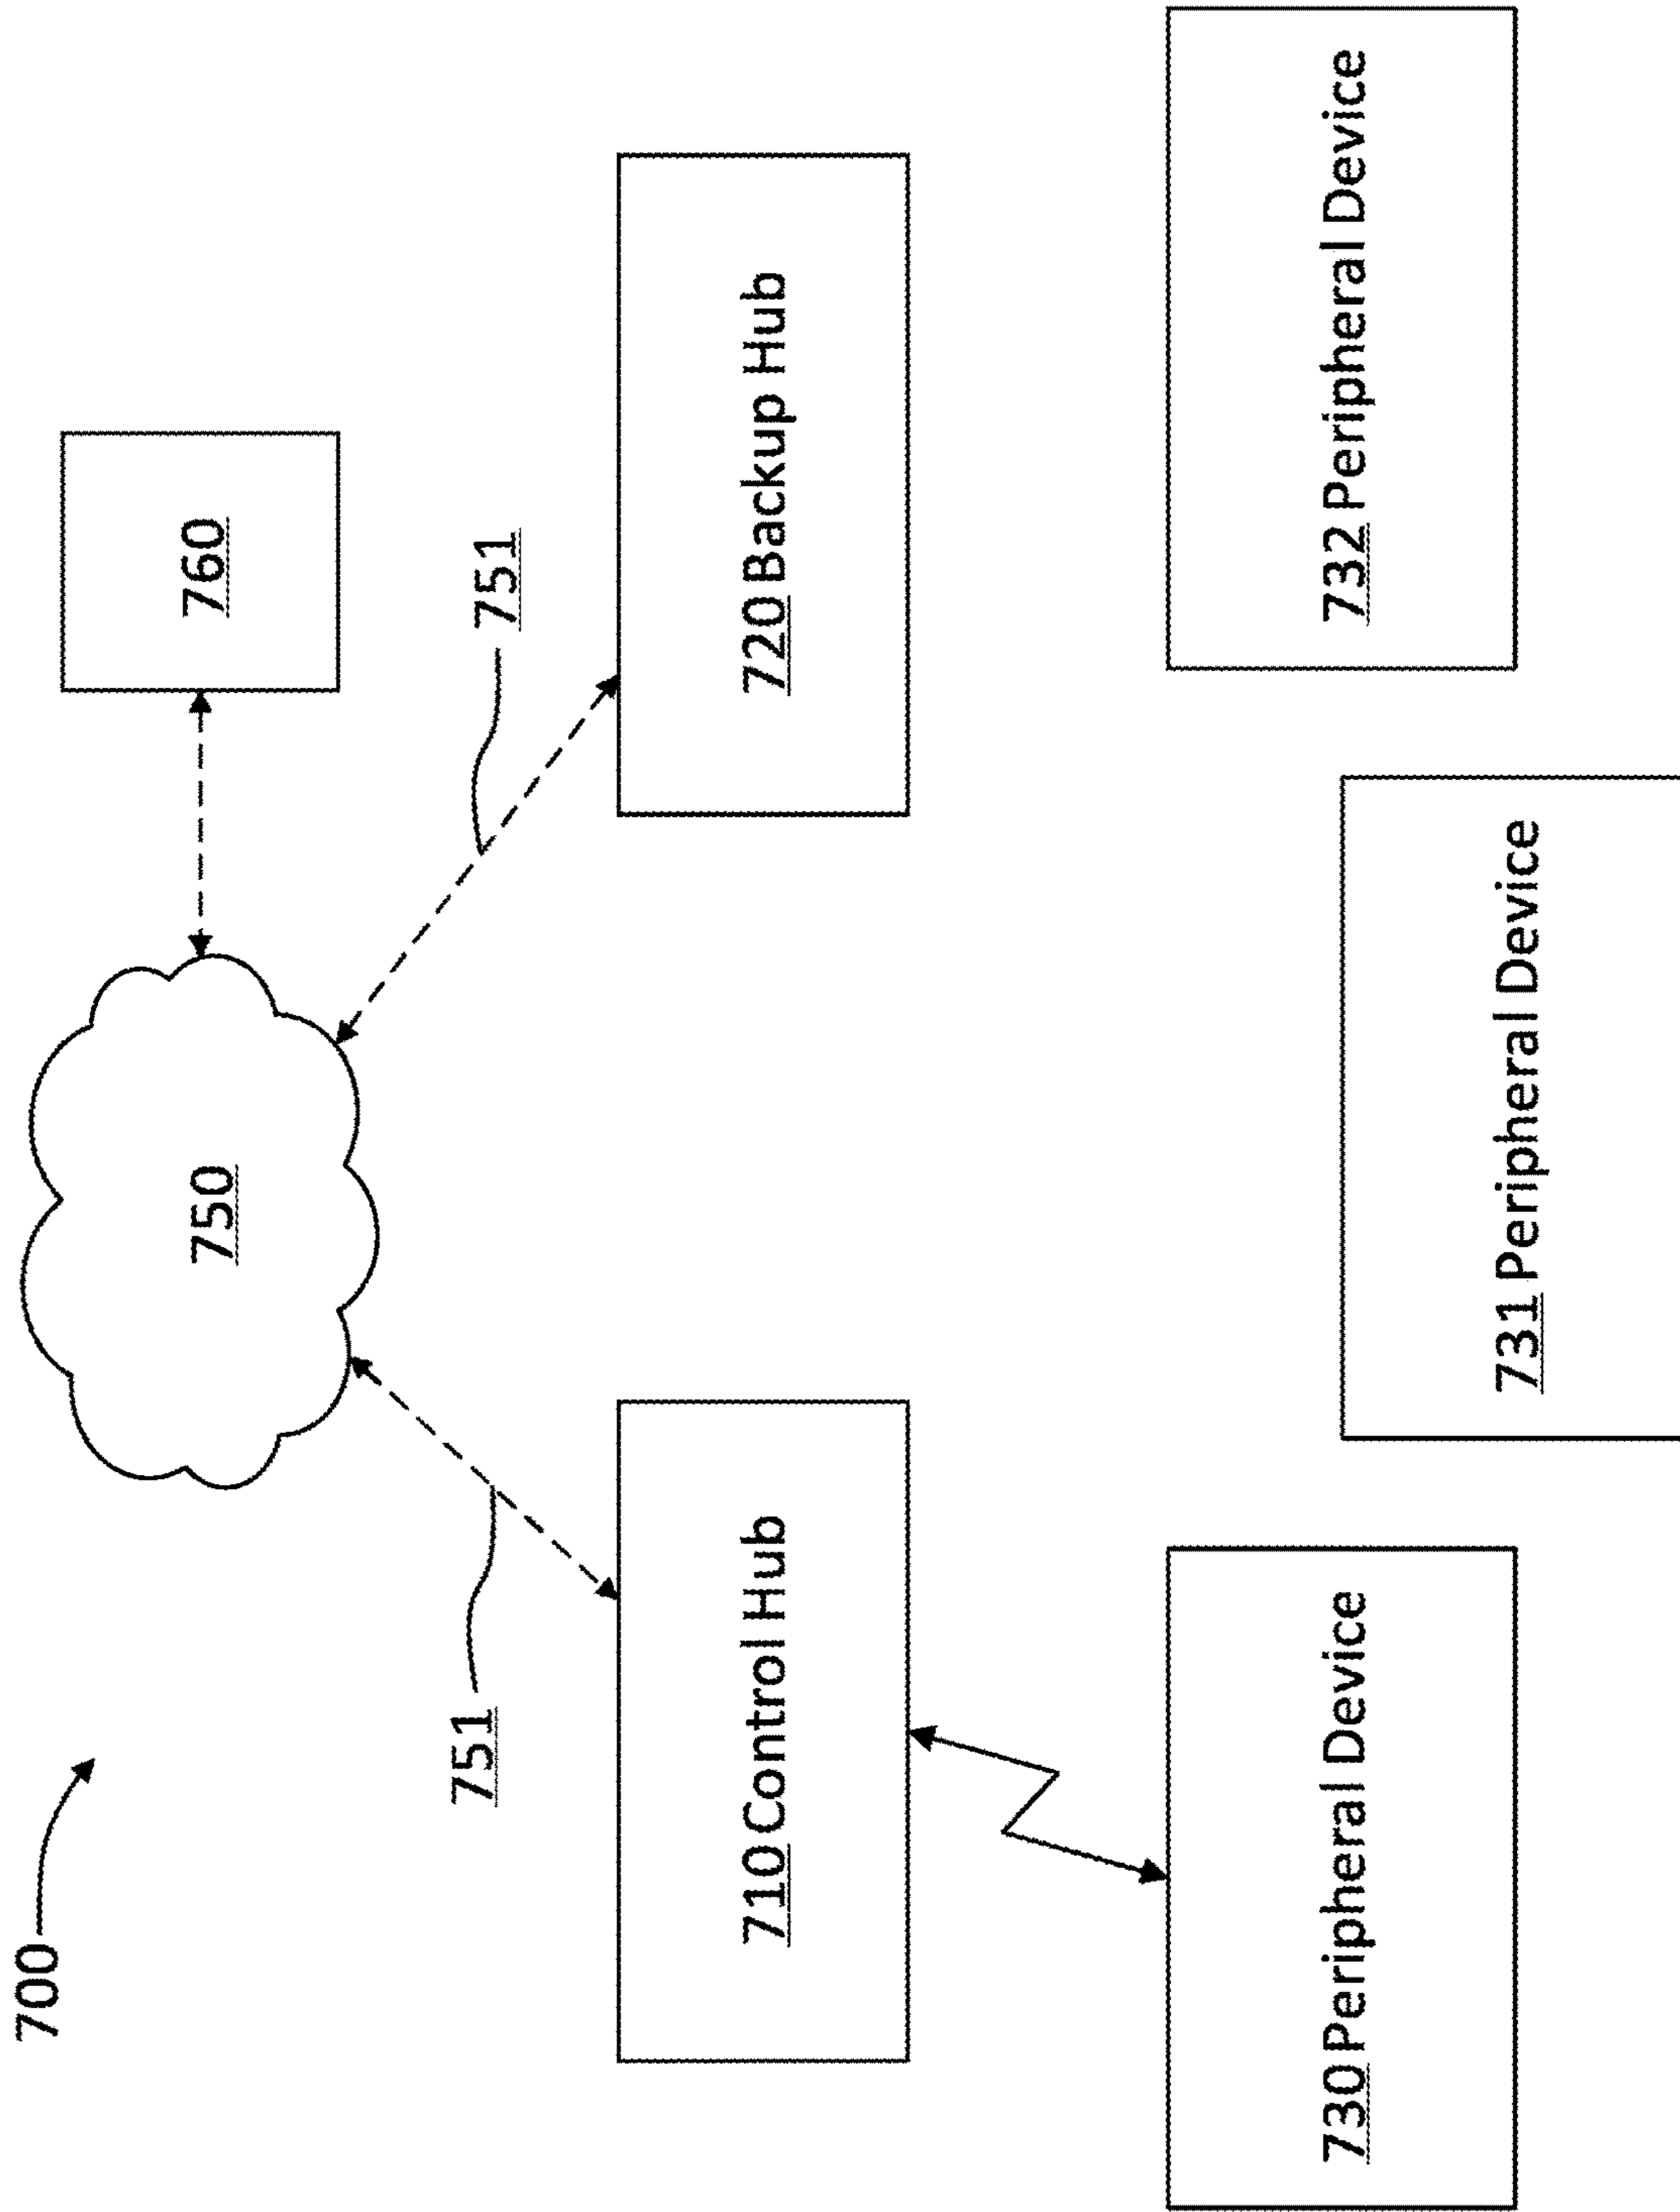 700
750
760
751
751
710 Control Hub
720 Backup Hub
730 Peripheral Device
731 Peripheral Device
732 Peripheral Device